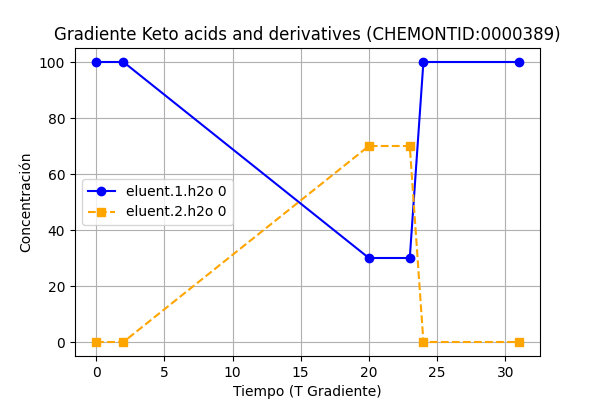 Gradiente Keto acids and derivatives (CHEMONTID:0000389)
100
80
60
40
20
0
Concentración
eluent.1.h2o 0
eluent.2.h2o 0
0 5 10 15 20 25 30
Tiempo (T Gradiente)